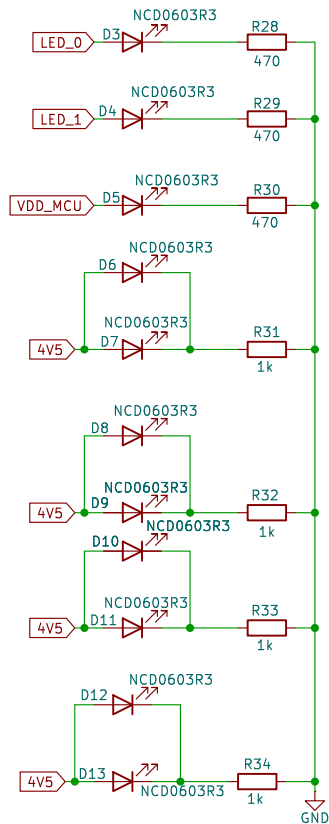 NCD0603R3
D3
R28
LED_0
470
NCD0603R3
D4
R29
LED_1
470
NCD0603R3
D5
R30
VDD_MCU
470
NCD0603R3
D6
NCD0603R3
D7
R31
4V5
1k
NCD0603R3
D8
NCD0603R3
D9
R32
4V5
NCD0603R3
1k
D10
NCD0603R3
D11
R33
4V5
1k
NCD0603R3
D12
R34
4V5
D13
NCD0603R3
1k
GND